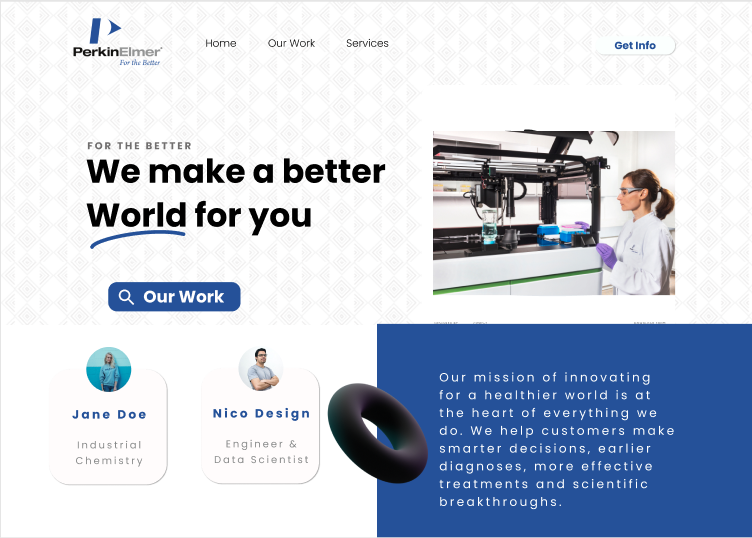 PerkinElmer
For the Better
Home
Our Work
Services
Get Info
FOR THE BETTER
We make a better
World for you
Our Work
Jane Doe
Industrial
Chemistry
Nico Design
Engineer &
Data Scientist
Our mission of innovating
for a healthier world is at
the heart of everything we
do. We help customers make
smarter decisions, earlier
diagnoses, more effective
treatments and scientific
breakthroughs.